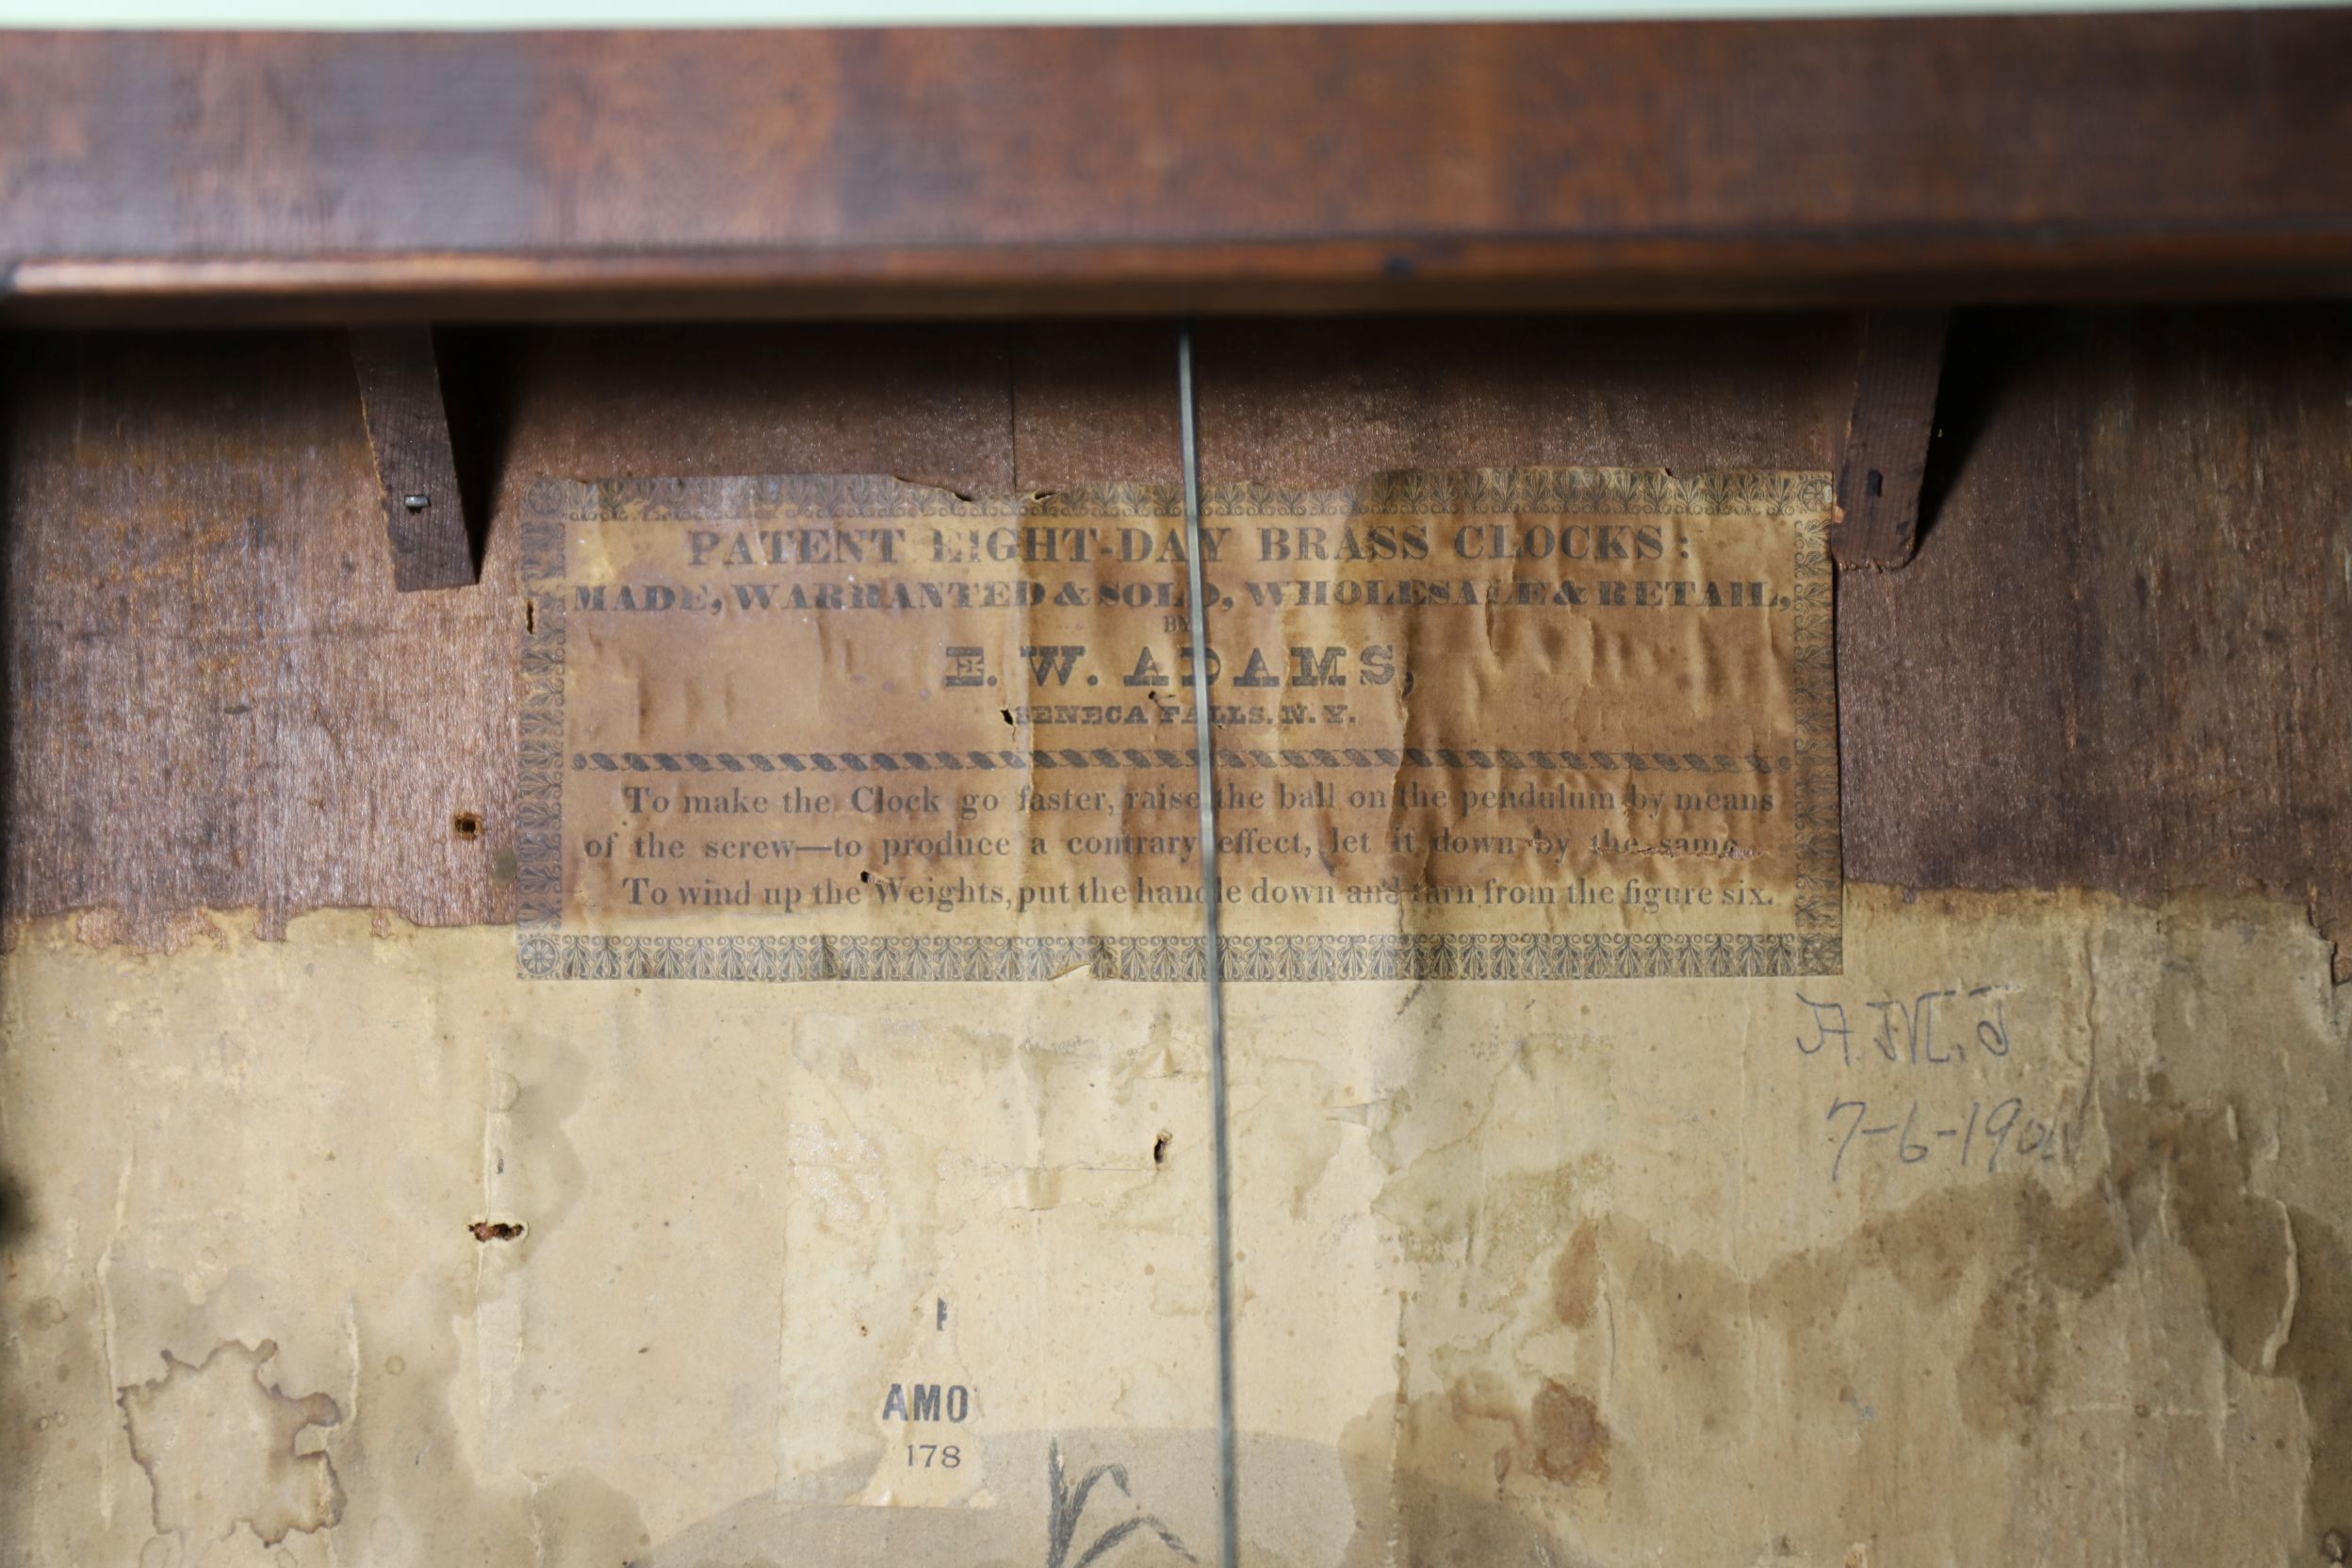 PATENT EIGHT-DAY BRASS CLOCKS:
MADE, WARRANTED & SOLD, WHOLESALE & RETAIL,
BY
E. W. ADAMS,
SENECA FALLS. N. Y.
To make the Clock go faster, raise the ball on the pendulum by means
of the screw—to produce a contrary effect, let it down by the same.
To wind up the Weights, put the handle down and turn from the figure six.
AMO
178